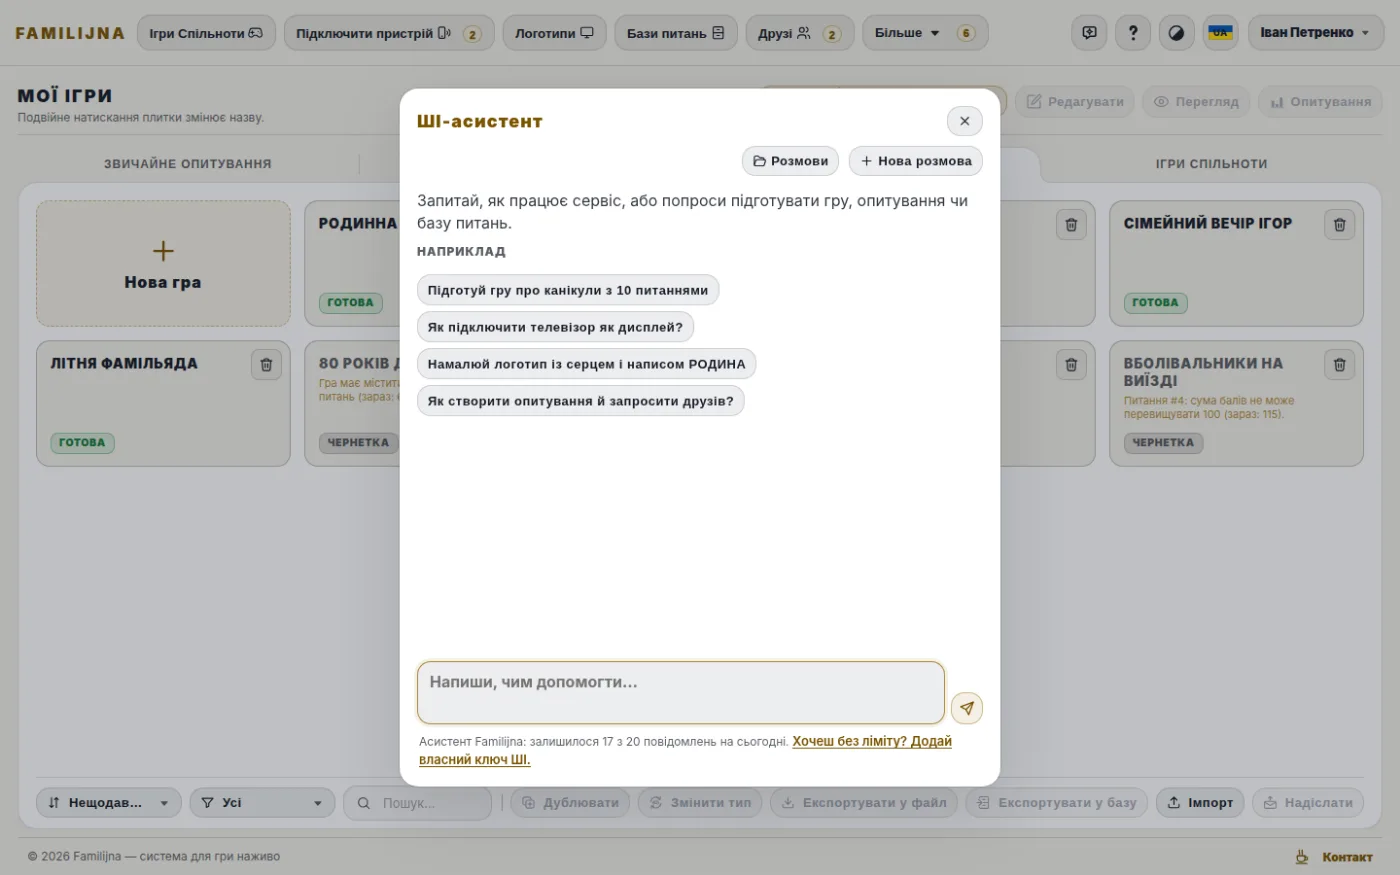 FAMILIJNA
Ігри Спільноти
Підключити пристрій 2
Логотипи
Бази питань
Друзі 2
Більше 6
?
UA
Іван Петренко
МОЇ ІГРИ
Подвійне натискання плитки змінює назву.
Редагувати
Перегляд
Опитування
ЗВИЧАЙНЕ ОПИТУВАННЯ
ІГРИ СПІЛЬНОТИ
Нова гра
РОДИННА
ГОТОВА
СІМЕЙНИЙ ВЕЧІР ІГОР
ГОТОВА
ЛІТНЯ ФАМІЛЬЯДА
ГОТОВА
80 РОКІВ
Гра має
питань (зараз:
ЧЕРНЕТКА
ВБОЛІВАЛЬНИКИ НА
ВИЇЗДІ
Питання #4: сума балів не може
перевищувати 100 (зараз: 115).
ЧЕРНЕТКА
ШІ-асистент
Розмови
Нова розмова
Запитай, як працює сервіс, або попроси підготувати гру, опитування чи
базу питань.
НАПРИКЛАД
Підготуй гру про канікули з 10 питаннями
Як підключити телевізор як дисплей?
Намалюй логотип із серцем і написом РОДИНА
Як створити опитування й запросити друзів?
Напиши, чим допомогти...
Асистент Familijna: залишилося 17 з 20 повідомлень на сьогодні. Хочеш без ліміту? Додай
власний ключ ШІ.
Нещодав...
Усі
Пошук...
Дублювати
Змінити тип
Експортувати у файл
Експортувати у базу
Імпорт
Надіслати
© 2026 Familijna — система для гри наживо
Контакт